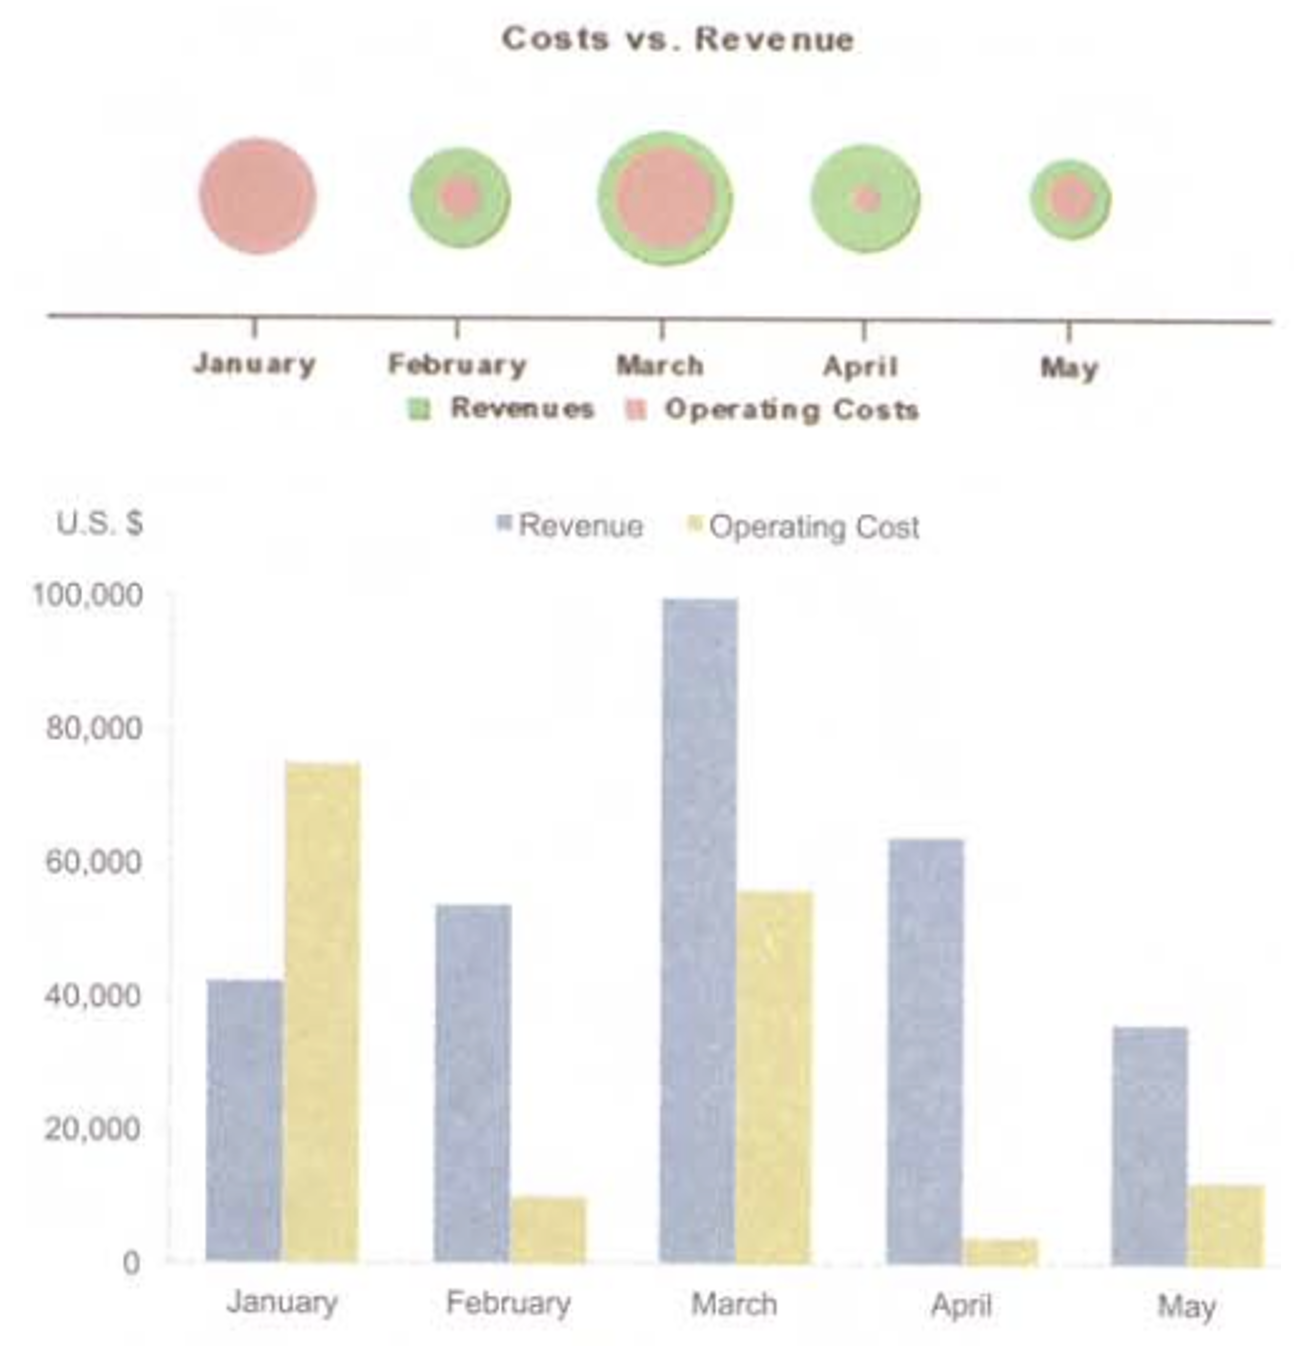 Costs vs. Revenue
January February March April May
Revenues Operating Costs
U.S. $ Revenue Operating Cost
100,000
80,000
60,000
40,000
20,000
0
January February March April May